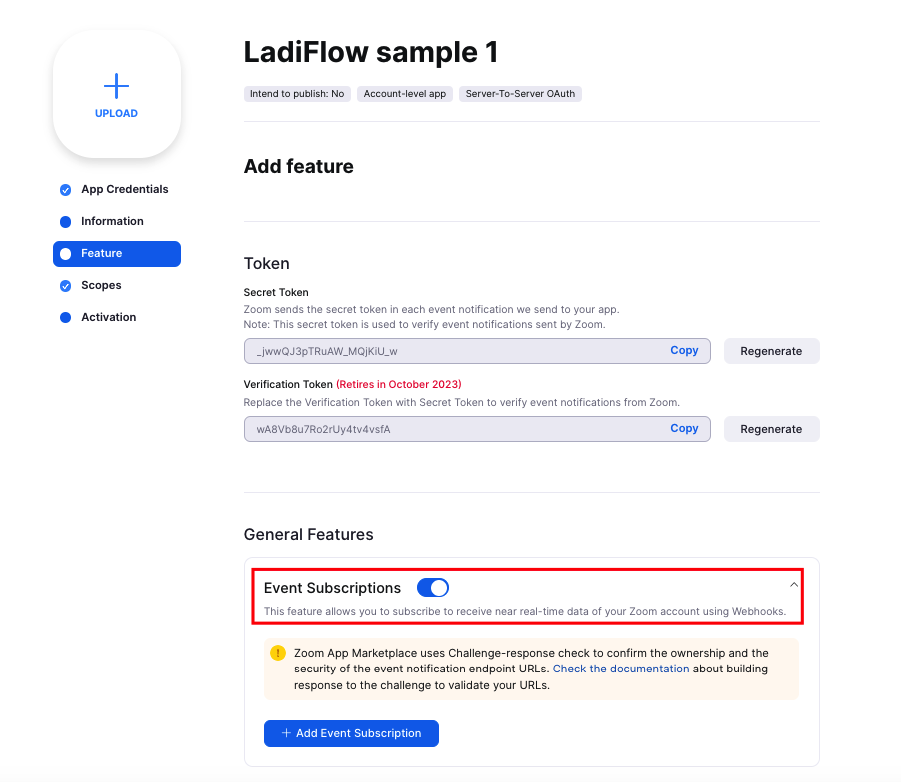 UPLOAD
App Credentials
Information
Feature
Scopes
Activation
LadiFlow sample 1
Intend to publish: No
Account-level app
Server-To-Server OAuth
Add feature
Token
Secret Token
Zoom sends the secret token in each event notification we send to your app.
Note: This secret token is used to verify event notifications sent by Zoom.
_jwwQJ3pTRuAW_MQjKiU_w
Copy
Regenerate
Verification Token (Retires in October 2023)
Replace the Verification Token with Secret Token to verify event notifications from Zoom.
wA8Vb8u7Ro2rUy4tv4vsfA
Copy
Regenerate
General Features
Event Subscriptions
This feature allows you to subscribe to receive near real-time data of your Zoom account using Webhooks.
Zoom App Marketplace uses Challenge-response check to confirm the ownership and the
security of the event notification endpoint URLs. Check the documentation about building
response to the challenge to validate your URLs.
+ Add Event Subscription